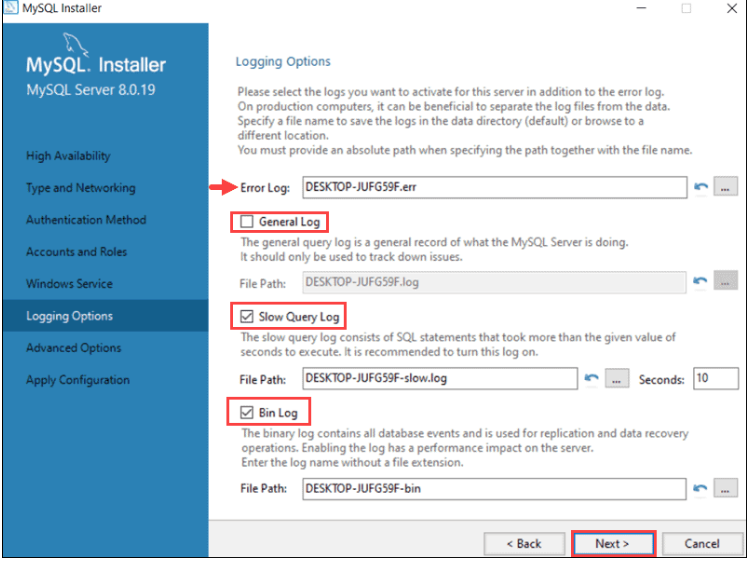 MySQL Installer
MySQL. Installer
MySQL Server 8.0.19
High Availability
Type and Networking
Authentication Method
Accounts and Roles
Windows Service
Logging Options
Advanced Options
Apply Configuration
Logging Options
Please select the logs you want to activate for this server in addition to the error log.
On production computers, it can be beneficial to separate the log files from the data.
Specify a file name to save the logs in the data directory (default) or browse to a
different location.
You must provide an absolute path when specifying the path together with the file name.
Error Log: DESKTOP-JUFG59F.err ...
General Log
The general query log is a general record of what the MySQL Server is doing.
It should only be used to track down issues.
File Path: DESKTOP-JUFG59F.log ...
Slow Query Log
The slow query log consists of SQL statements that took more than the given value of
seconds to execute. It is recommended to turn this log on.
File Path: DESKTOP-JUFG59F-slow.log ... Seconds: 10
Bin Log
The binary log contains all database events and is used for replication and data recovery
operations. Enabling the log has a performance impact on the server.
Enter the log name without a file extension.
File Path: DESKTOP-JUFG59F-bin ...
< Back Next > Cancel